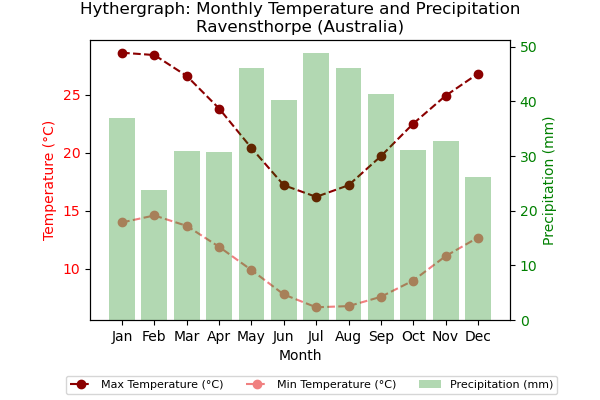 Hythergraph: Monthly Temperature and Precipitation
Ravensthorpe (Australia)
Temperature (°C)
25
20
15
10
50
40
30
20
10
0
Precipitation (mm)
Jan Feb Mar Apr May Jun Jul Aug Sep Oct Nov Dec
Month
Max Temperature (°C) Min Temperature (°C) Precipitation (mm)